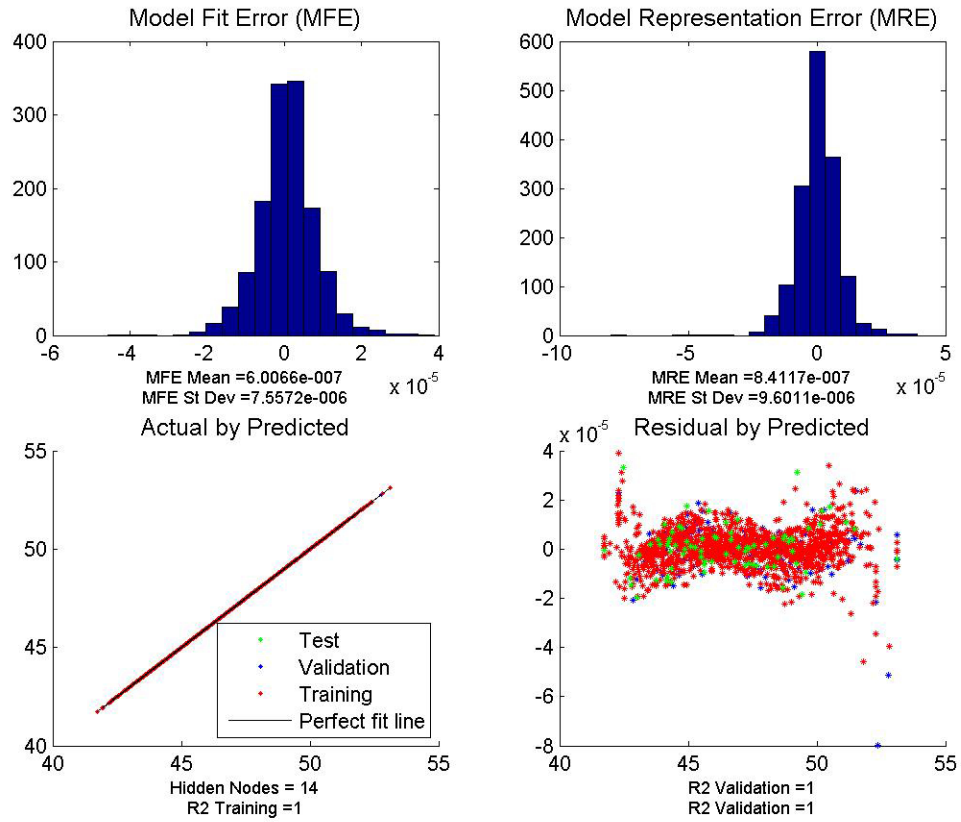 Model Fit Error (MFE)
400
300
200
100
0
-6 -4 -2 0 2 4
x 10^-5
MFE Mean =6.0066e-007
MFE St Dev =7.5572e-006
Model Representation Error (MRE)
600
500
400
300
200
100
0
-10 -5 0 5
x 10^-5
MRE Mean =8.4117e-007
MRE St Dev =9.6011e-006
Actual by Predicted
55
50
45
40
40 45 50 55
Test
Validation
Training
Perfect fit line
Hidden Nodes = 14
R2 Training =1
Residual by Predicted
x 10^-5
4
2
0
-2
-4
-6
-8
40 45 50 55
R2 Validation =1
R2 Validation =1